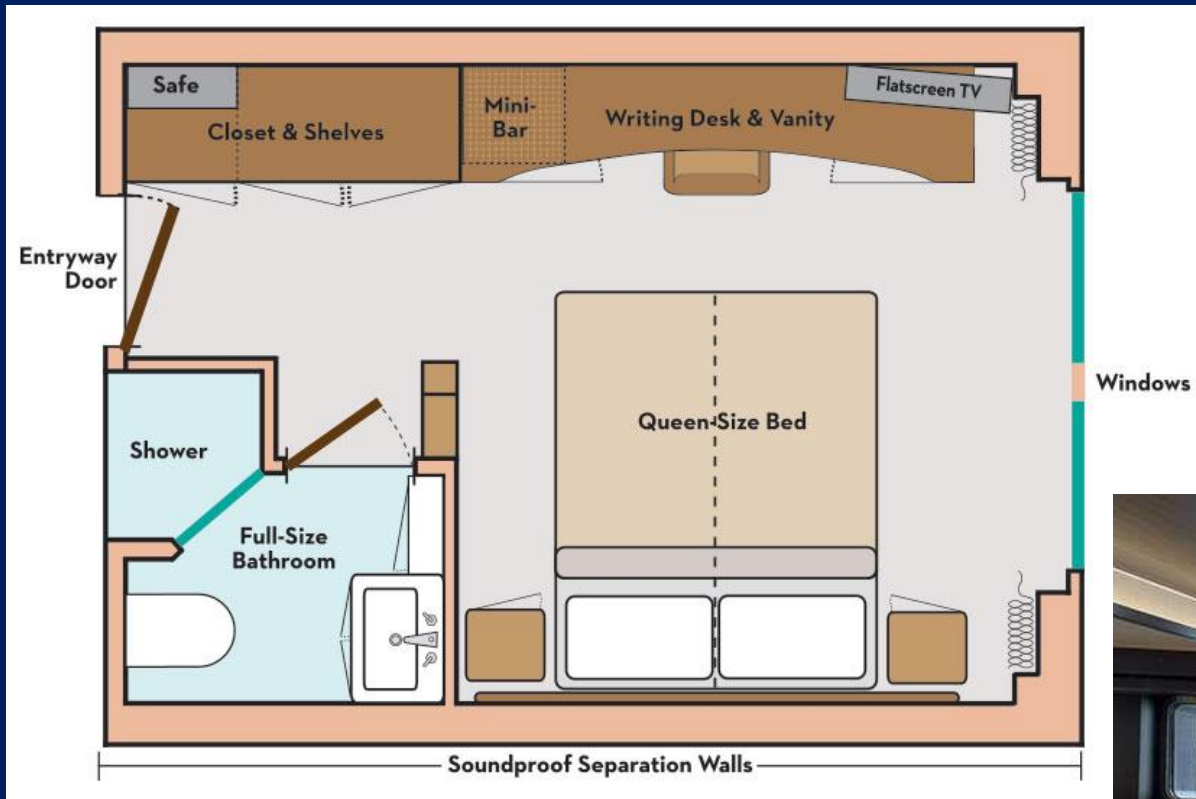 Safe
Closet & Shelves
Mini-
Bar
Writing Desk & Vanity
Flatscreen TV
Entryway
Door
Windows
Queen-Size Bed
Shower
Full-Size
Bathroom
Soundproof Separation Walls